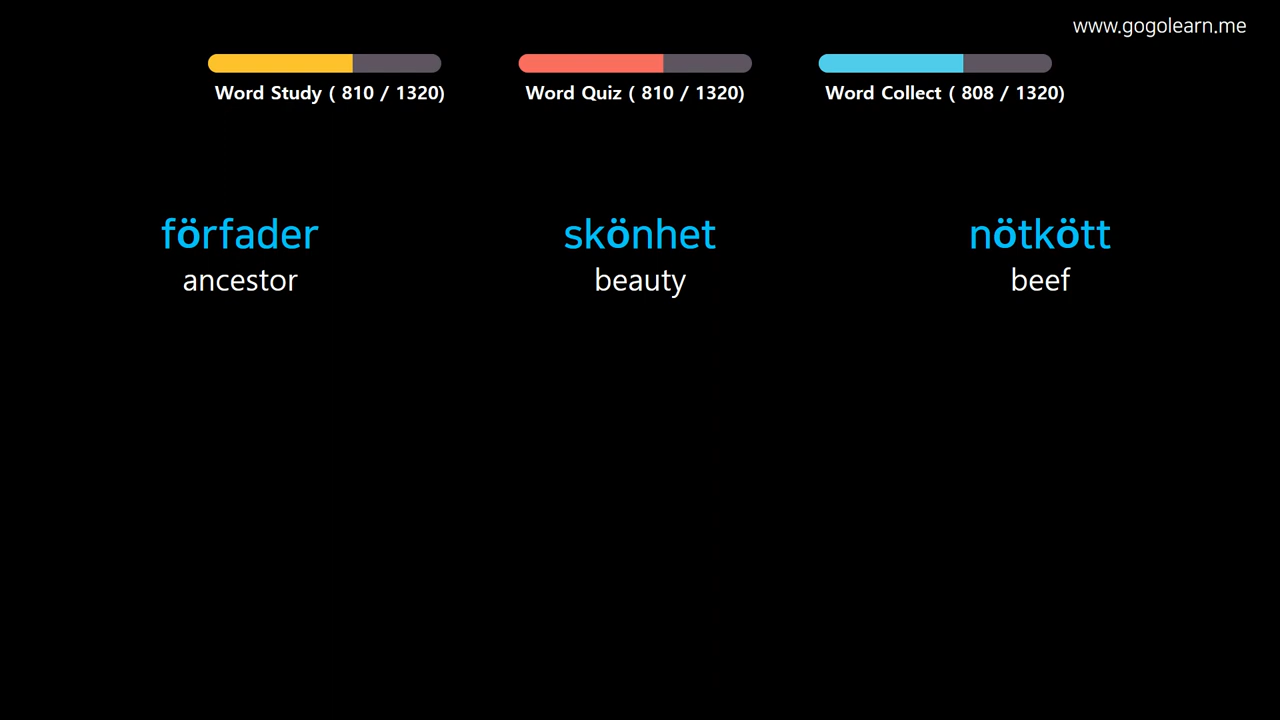 www.gogolearn.me
Word Study ( 810 / 1320)
Word Quiz ( 810 / 1320)
Word Collect ( 808 / 1320)
förfader
ancestor
skönhet
beauty
nötkött
beef